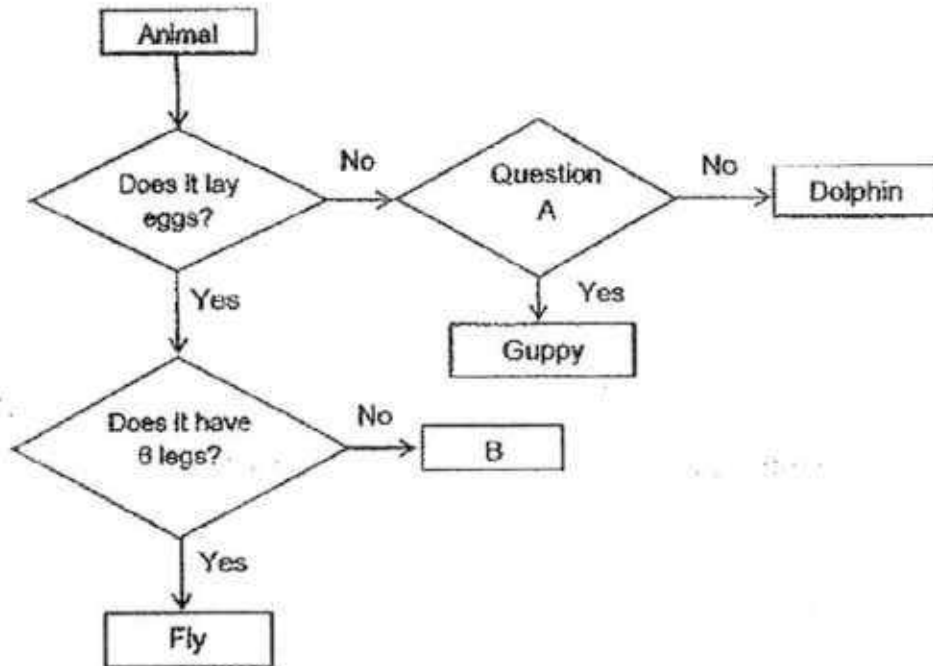 Animal
Does it lay
eggs?
No
Question
A
No
Dolphin
Yes
Yes
Guppy
Does it have
6 legs?
No
B
Yes
Fly